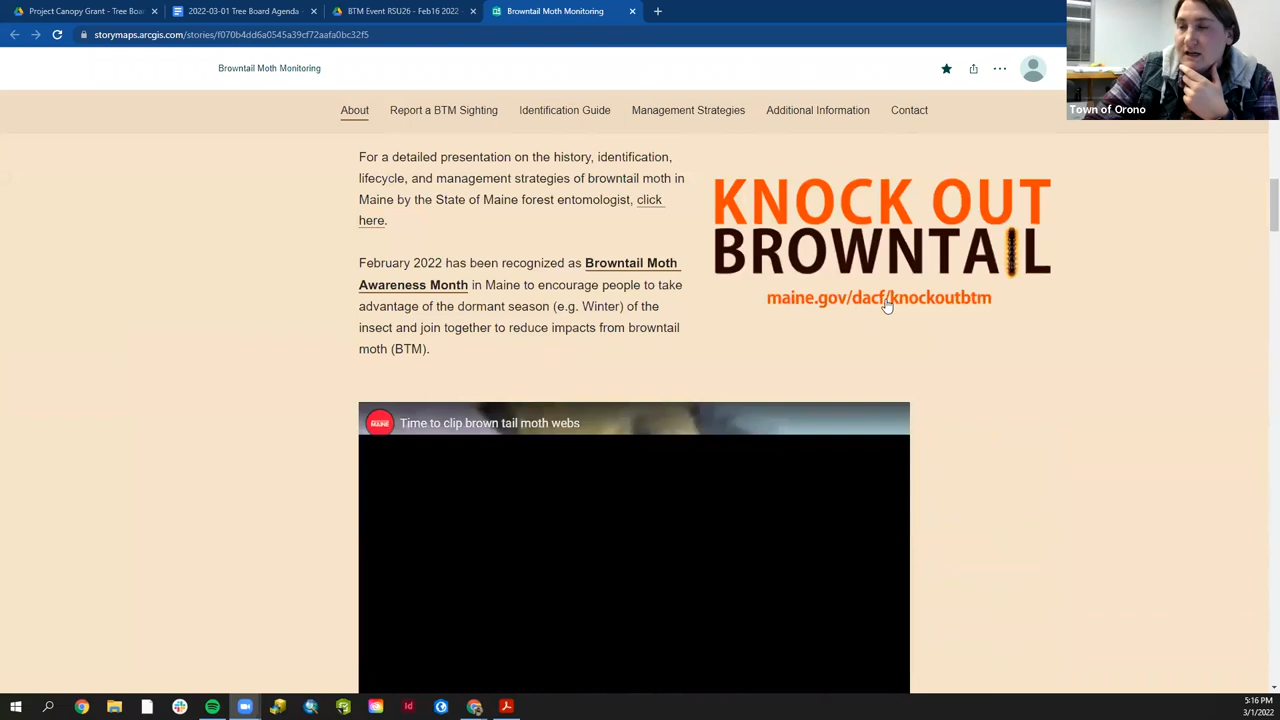 Project Canopy Grant - Tree Boar
2022-03-01 Tree Board Agenda
BTM Event RSU26 - Feb16 2022
Browntail Moth Monitoring
storymaps.arcgis.com/stories/f070b4dd6a0545a39cf72aafa0bc32f5
Browntail Moth Monitoring
Town of Orono
About
Report a BTM Sighting
Identification Guide
Management Strategies
Additional Information
Contact
For a detailed presentation on the history, identification,
lifecycle, and management strategies of browntail moth in
Maine by the State of Maine forest entomologist, click
here.
February 2022 has been recognized as Browntail Moth
Awareness Month in Maine to encourage people to take
advantage of the dormant season (e.g. Winter) of the
insect and join together to reduce impacts from browntail
moth (BTM).
KNOCK OUT
BROWNTAIL
maine.gov/dacf/knockoutbtm
MAINE
Time to clip brown tail moth webs
Id
5:16 PM
3/1/2022